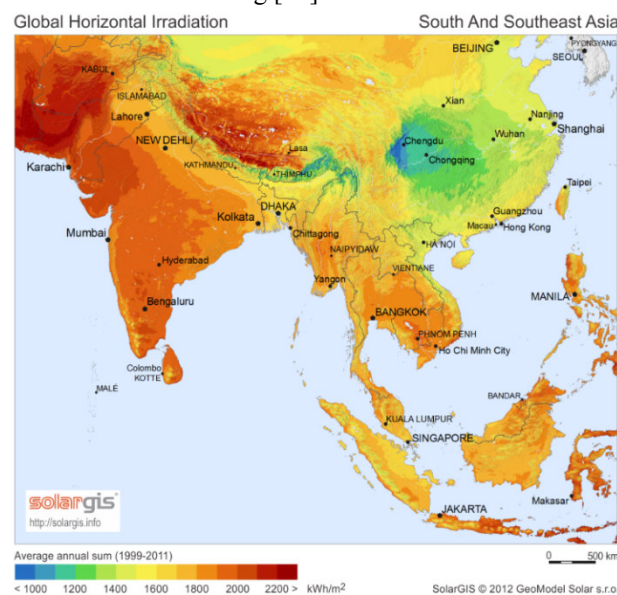 Global Horizontal Irradiation
South And Southeast Asia
BEIJING
PYONGYANG
SEOUL
KABUL
ISLAMABAD
Lahore
Xian
Nanjing
Shanghai
NEW DEHLI
Lasa
Chengdu
Wuhan
Chongqing
Karachi
KATHMANDU
THIMPHU
Taipei
DHAKA
Kolkata
Chittagong
Guangzhou
Macau
Hong Kong
Mumbai
NAIPYIDAW
HA NOI
Hyderabad
Yangon
VIENTIANE
MANILA
Bengaluru
BANGKOK
PHNOM PENH
Ho Chi Minh City
Colombo
KOTTE
MALÉ
BANDAR
KUALA LUMPUR
SINGAPORE
Makasar
JAKARTA
solargis
http://solargis.info
Average annual sum (1999-2011)
0 500 km
< 1000 1200 1400 1600 1800 2000 2200 > kWh/m²
SolarGIS © 2012 GeoModel Solar s.r.o